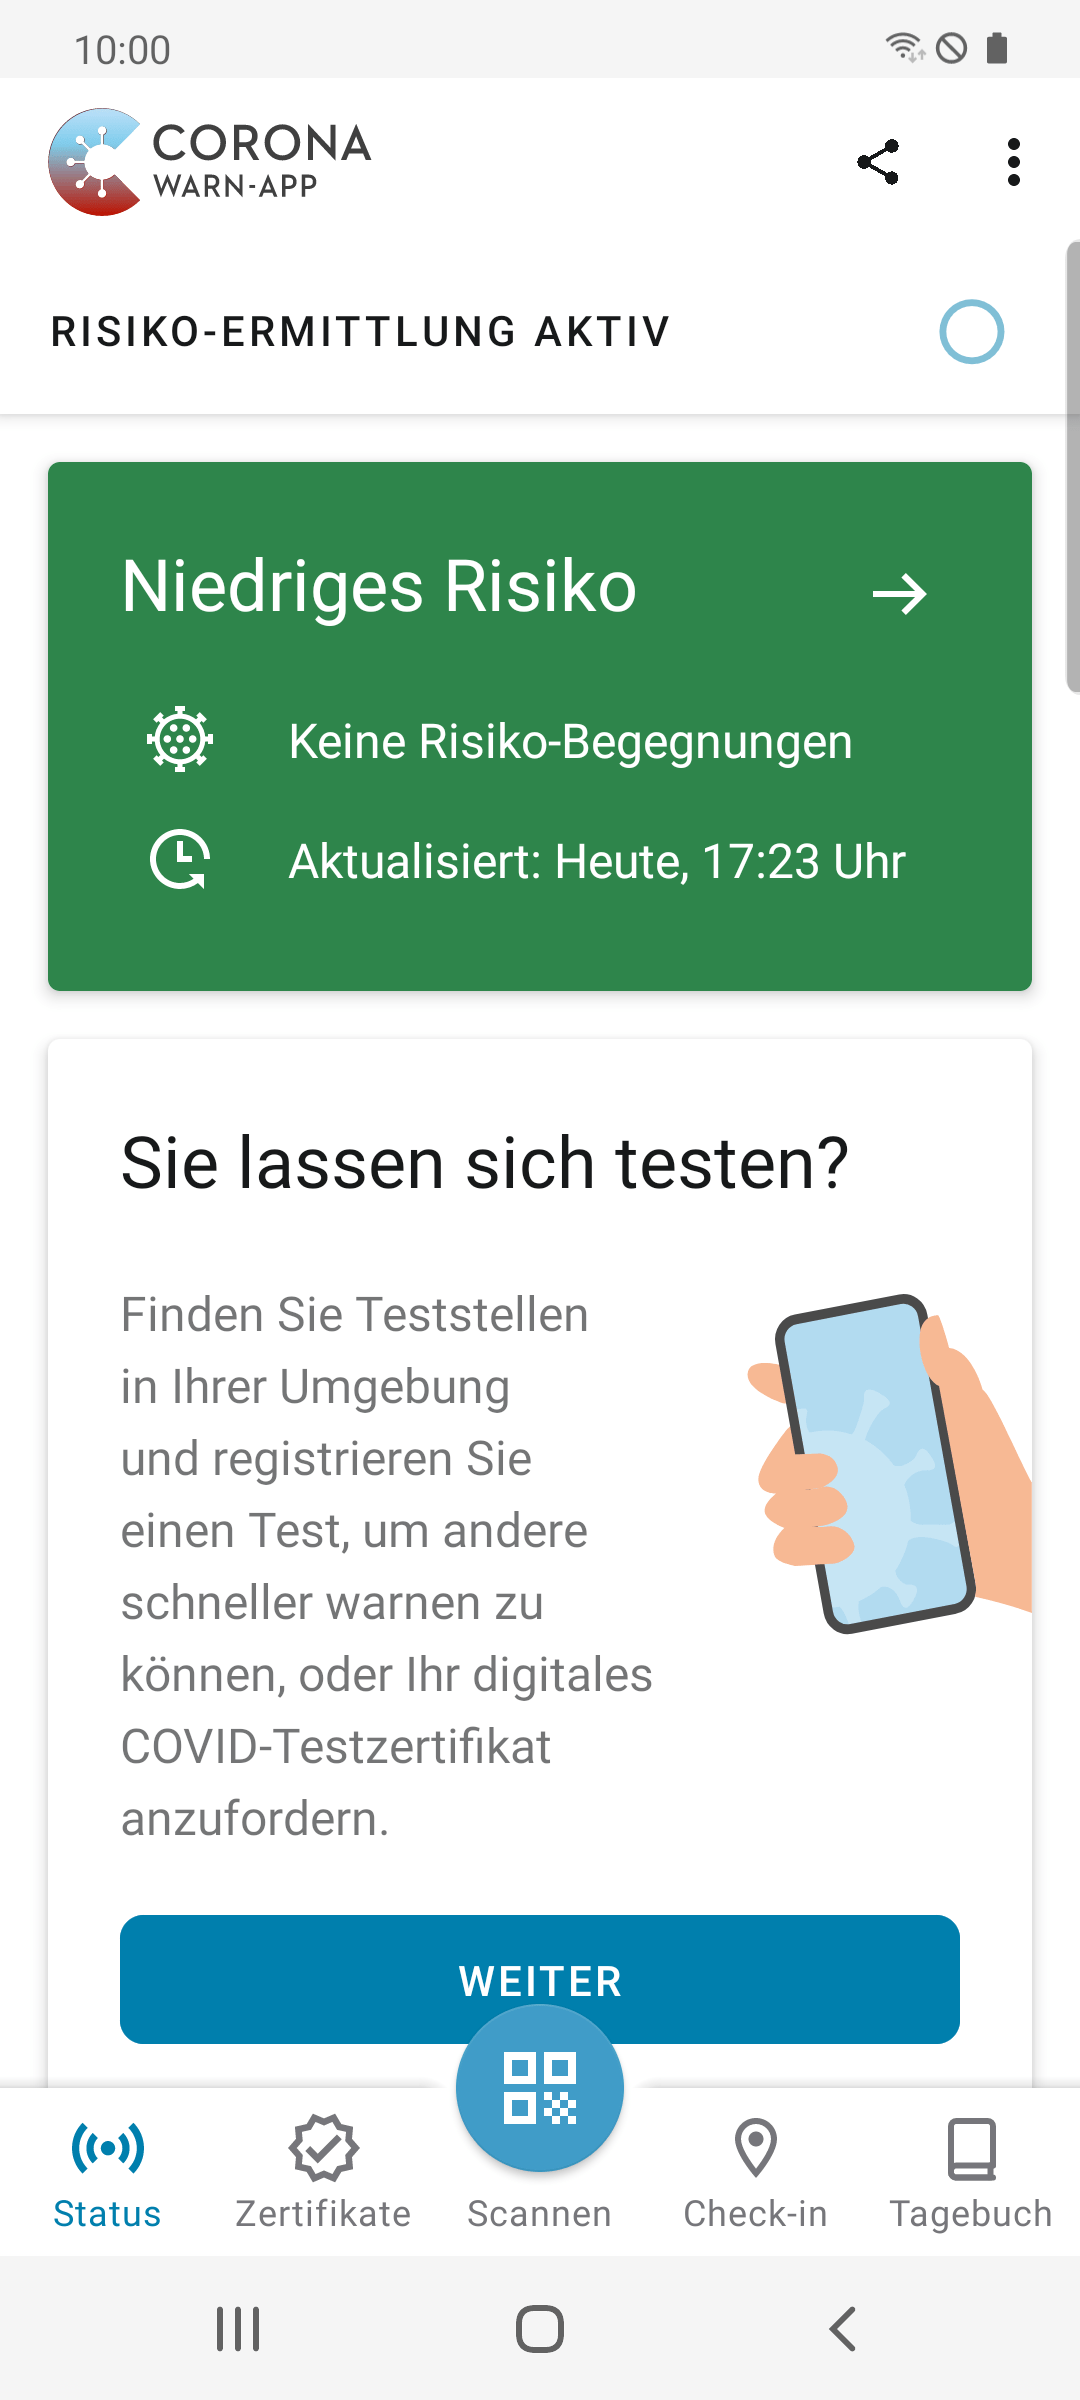 10:00
CORONA
WARN-APP
RISIKO-ERMITTLUNG AKTIV
Niedriges Risiko
Keine Risiko-Begegnungen
Aktualisiert: Heute, 17:23 Uhr
Sie lassen sich testen?
Finden Sie Teststellen
in Ihrer Umgebung
und registrieren Sie
einen Test, um andere
schneller warnen zu
können, oder Ihr digitales
COVID-Testzertifikat
anzufordern.
WEITER
Status
Zertifikate
Scannen
Check-in
Tagebuch